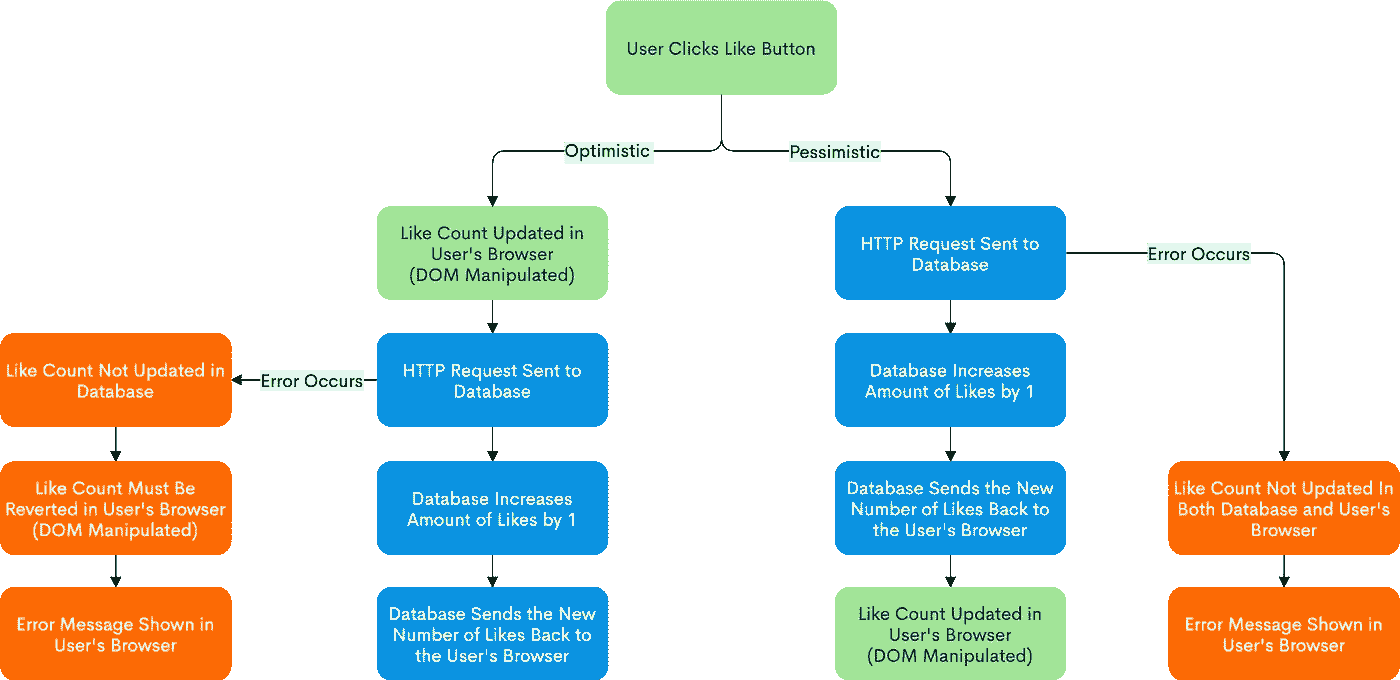 User Clicks Like Button
Optimistic
Pessimistic
Like Count Updated in
User's Browser
(DOM Manipulated)
HTTP Request Sent to
Database
Error Occurs
Like Count Not Updated in
Database
Error Occurs
HTTP Request Sent to
Database
Database Increases
Amount of Likes by 1
Like Count Must Be
Reverted in User's Browser
(DOM Manipulated)
Database Increases
Amount of Likes by 1
Database Sends the New
Number of Likes Back to
the User's Browser
Like Count Not Updated In
Both Database and User's
Browser
Error Message Shown in
User's Browser
Database Sends the New
Number of Likes Back to
the User's Browser
Like Count Updated in
User's Browser
(DOM Manipulated)
Error Message Shown in
User's Browser